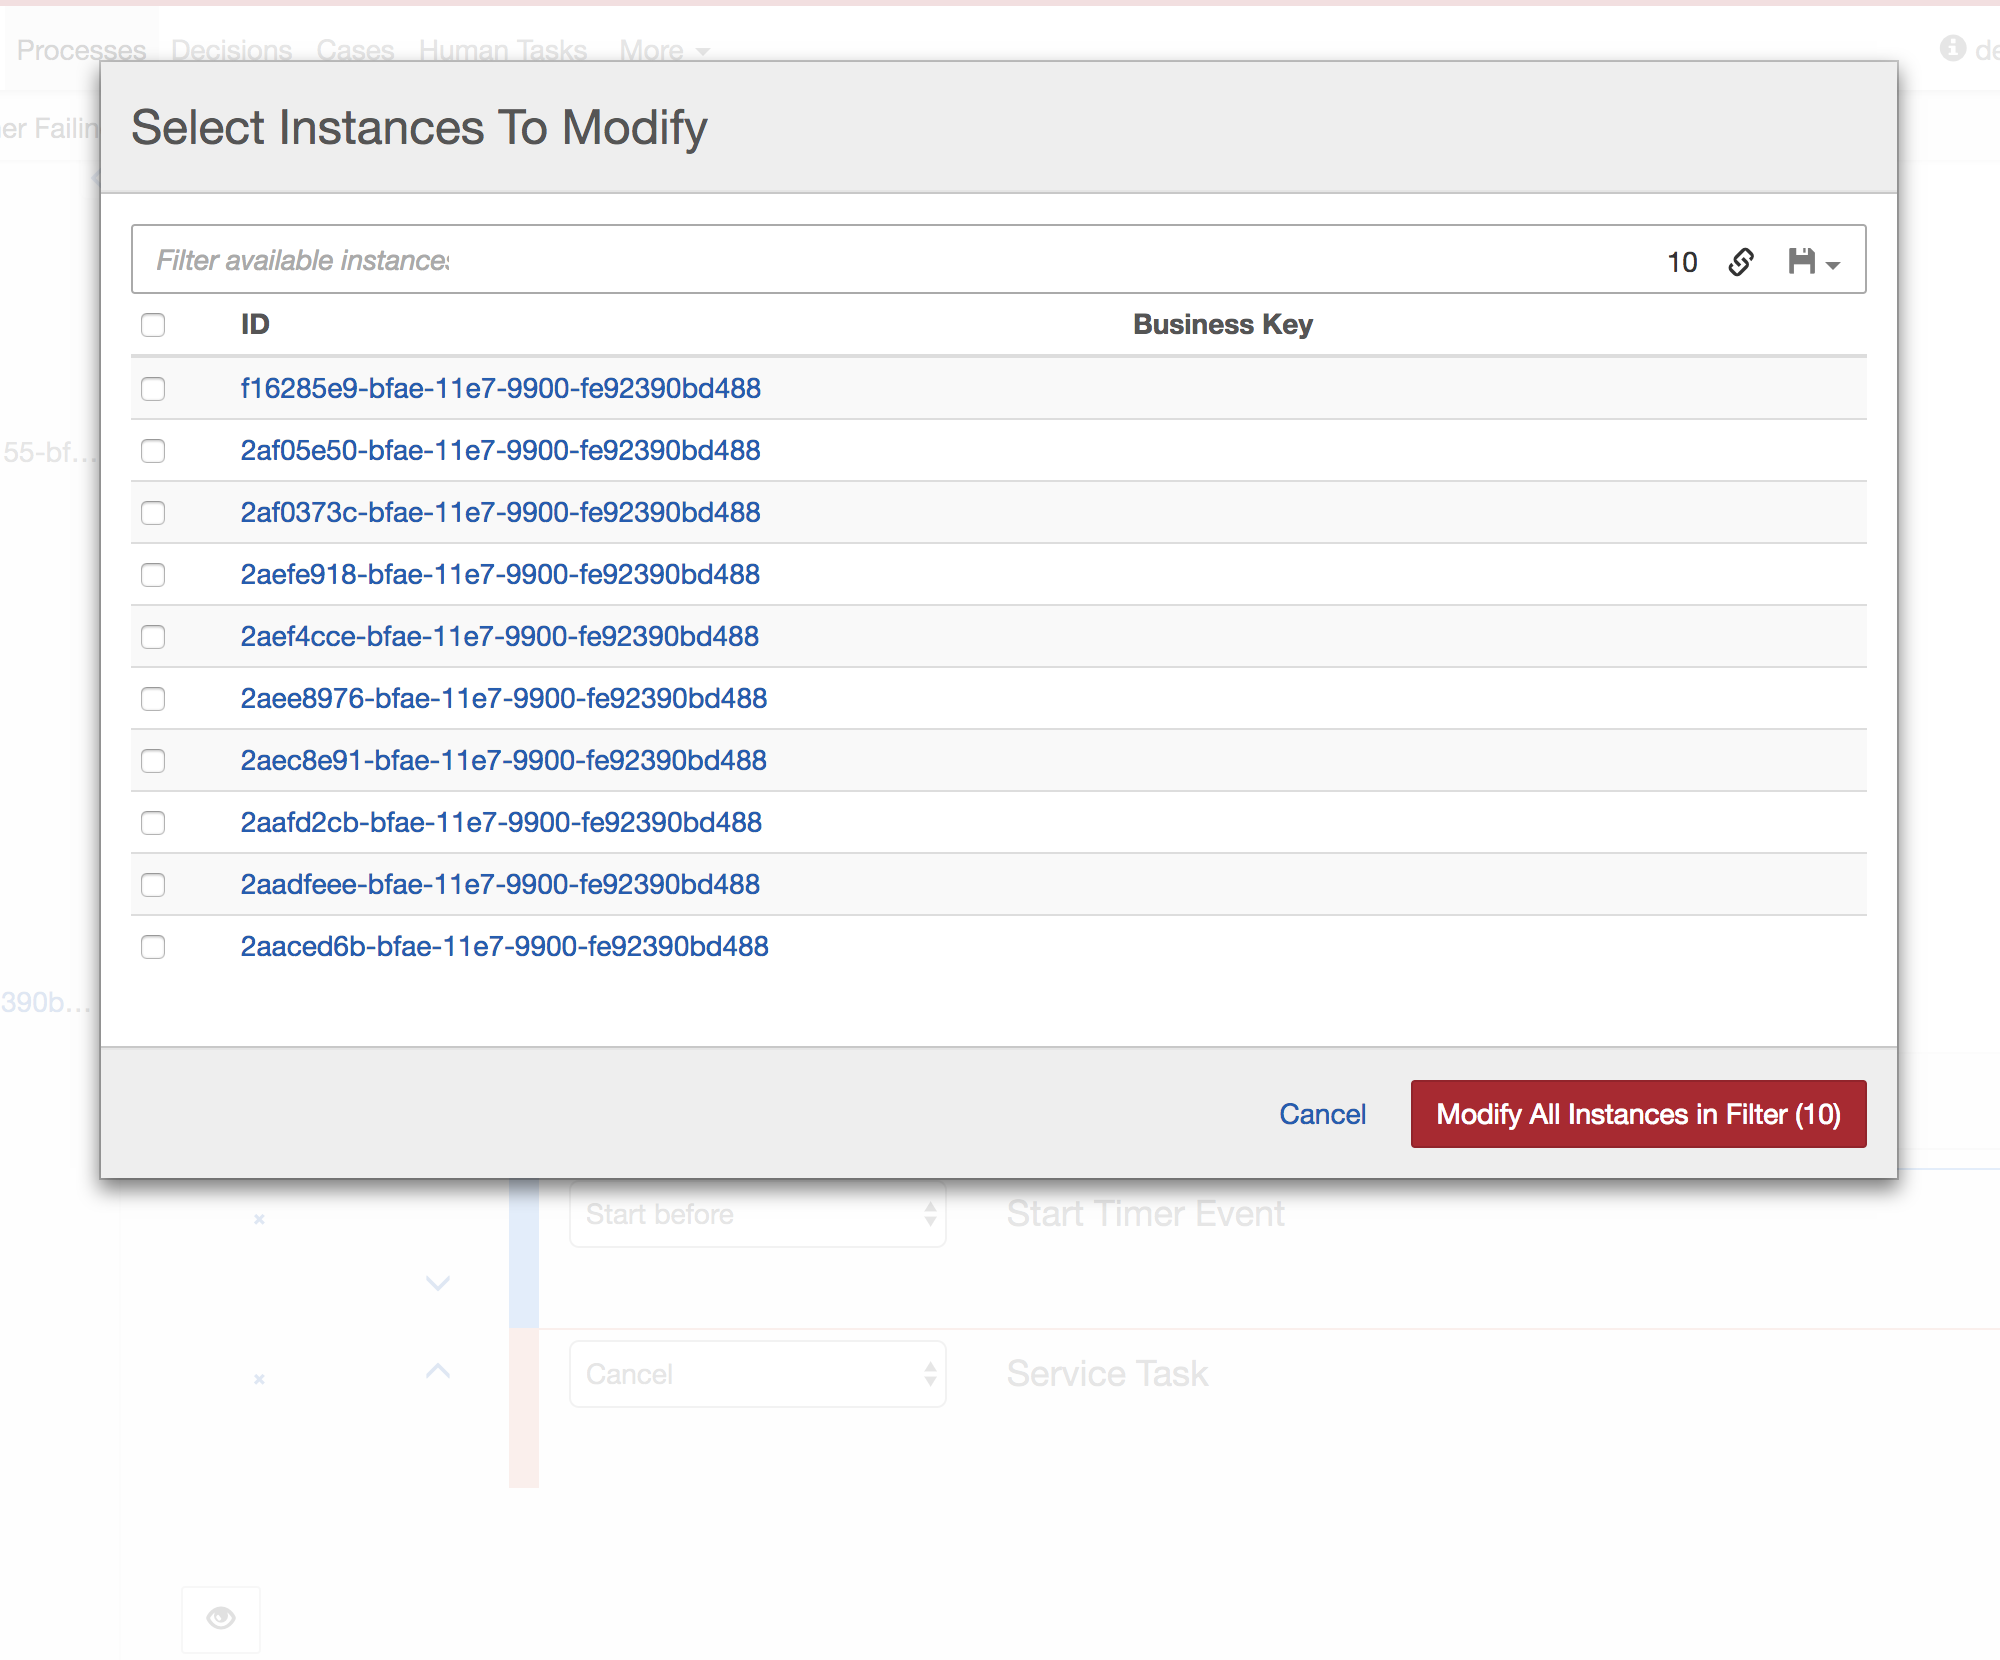 Processes Decisions Cases Human Tasks More
Select Instances To Modify
Filter available instances 10
ID Business Key
f16285e9-bfae-11e7-9900-fe92390bd488
2af05e50-bfae-11e7-9900-fe92390bd488
2af0373c-bfae-11e7-9900-fe92390bd488
55-bf...
2aefe918-bfae-11e7-9900-fe92390bd488
2aef4cce-bfae-11e7-9900-fe92390bd488
2aee8976-bfae-11e7-9900-fe92390bd488
2aec8e91-bfae-11e7-9900-fe92390bd488
2aafd2cb-bfae-11e7-9900-fe92390bd488
2aadfeee-bfae-11e7-9900-fe92390bd488
2aaced6b-bfae-11e7-9900-fe92390bd488
390b...
Cancel Modify All Instances in Filter (10)
Start before Start Timer Event
Cancel Service Task